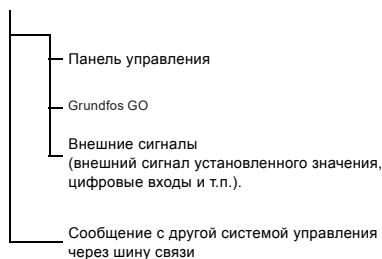 Панель управления
Grundfos GO
Внешние сигналы
(внешний сигнал установленного значения,
цифровые входы и т.п.).
Сообщение с другой системой управления
через шину связи